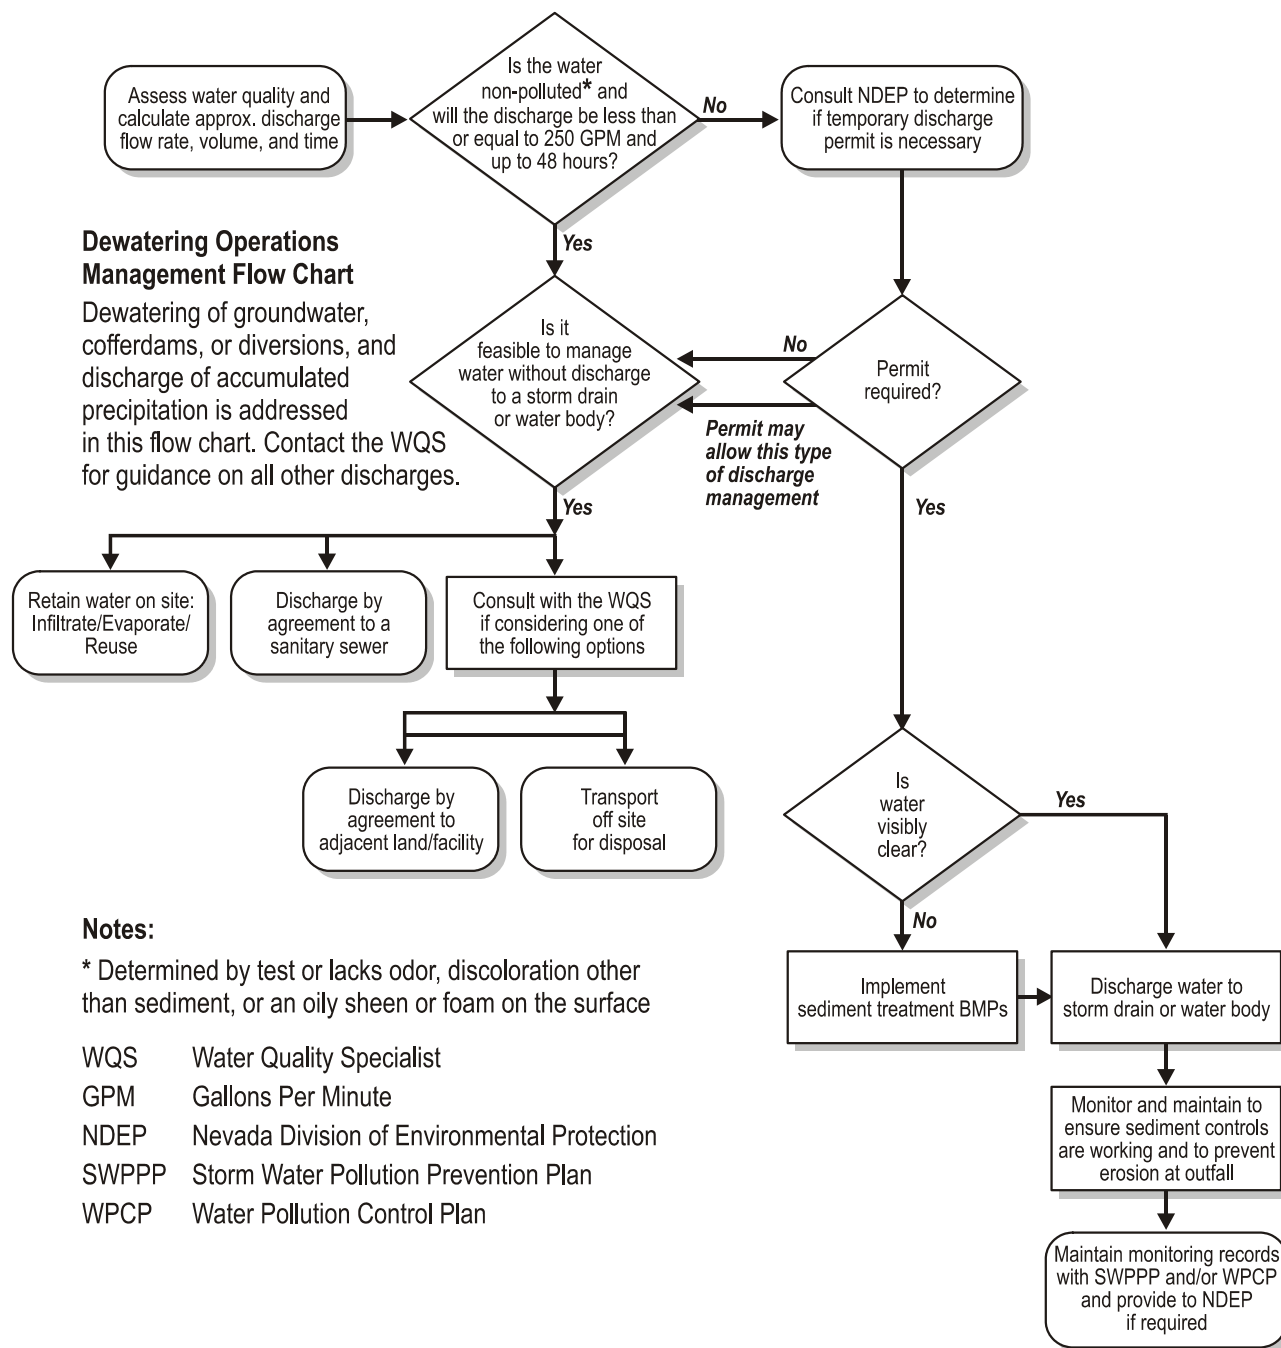 Assess water quality and
calculate approx. discharge
flow rate, volume, and time
Is the water
non-polluted* and
will the discharge be less than
or equal to 250 GPM and
up to 48 hours?
No
Consult NDEP to determine
if temporary discharge
permit is necessary
Yes
Dewatering Operations
Management Flow Chart
Dewatering of groundwater,
cofferdams, or diversions, and
discharge of accumulated
precipitation is addressed
in this flow chart. Contact the WQS
for guidance on all other discharges.
Is it
feasible to manage
water without discharge
to a storm drain
or water body?
No
Permit
required?
Permit may
allow this type
of discharge
management
Yes
Yes
Retain water on site:
Infiltrate/Evaporate/
Reuse
Discharge by
agreement to a
sanitary sewer
Consult with the WQS
if considering one of
the following options
Discharge by
agreement to
adjacent land/facility
Transport
off site
for disposal
Is
water
visibly
clear?
Yes
No
Implement
sediment treatment BMPs
Discharge water to
storm drain or water body
Monitor and maintain to
ensure sediment controls
are working and to prevent
erosion at outfall
Maintain monitoring records
with SWPPP and/or WPCP
and provide to NDEP
if required
Notes:
* Determined by test or lacks odor, discoloration other
than sediment, or an oily sheen or foam on the surface
WQS Water Quality Specialist
GPM Gallons Per Minute
NDEP Nevada Division of Environmental Protection
SWPPP Storm Water Pollution Prevention Plan
WPCP Water Pollution Control Plan